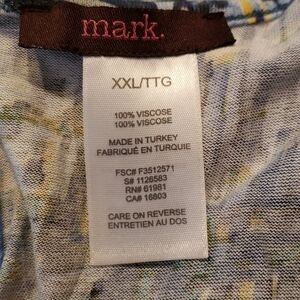 mark.
XXL/TTG
100% VISCOSE
100% VISCOSE
MADE IN TURKEY
FABRIQUÉ EN TURQUIE
FSC# F3512571
S# 1126583
RN# 61981
CA# 16803
CARE ON REVERSE
ENTRETIEN AU DOS